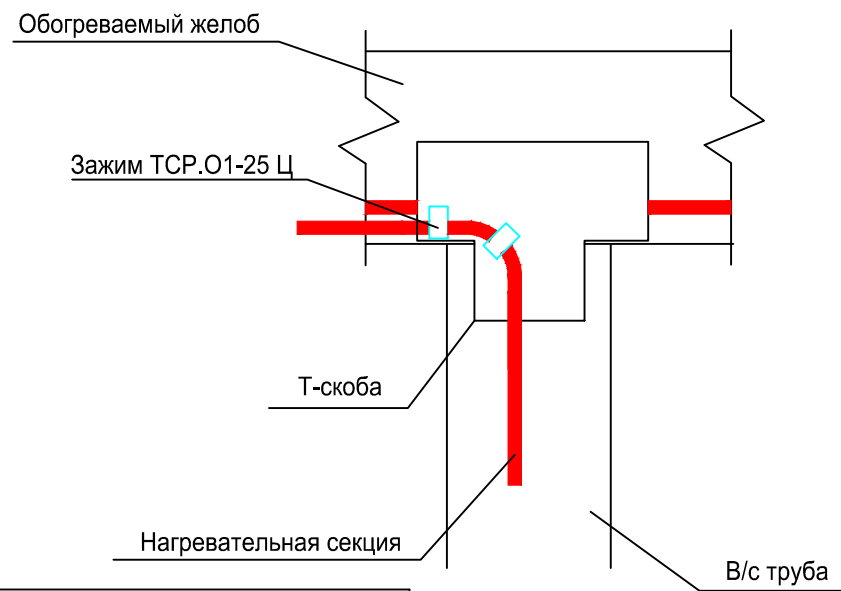 Обогреваемый желоб
Зажим ТСР.О1-25 Ц
Т-скоба
Нагревательная секция
В/с труба